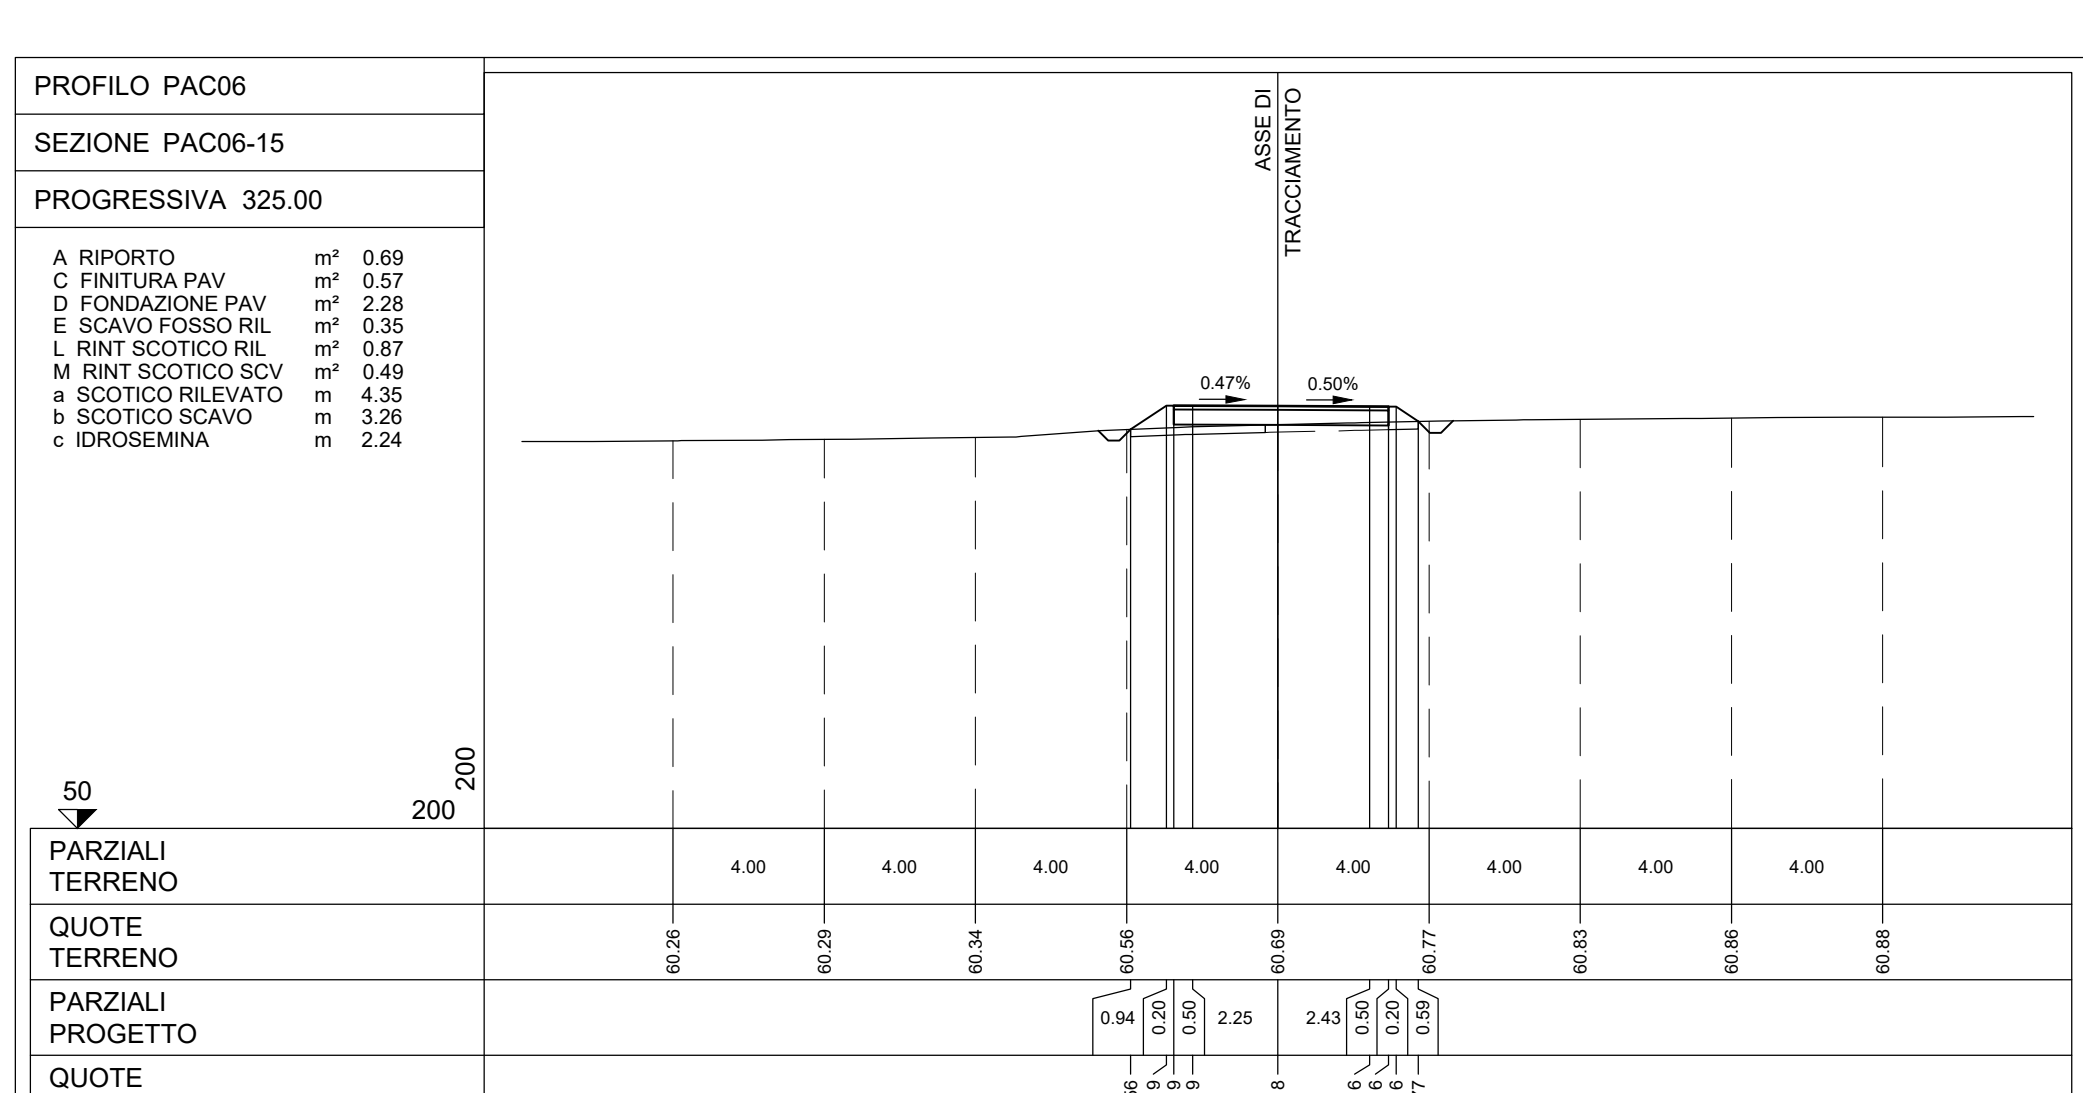 PROFILO PAC06
SEZIONE PAC06-15
PROGRESSIVA 325.00
A RIPORTO m² 0.69
C FINITURA PAV m² 0.57
D FONDAZIONE PAV m² 2.28
E SCAVO FOSSO RIL m² 0.35
L RINT SCOTICO RIL m² 0.87
M RINT SCOTICO SCV m² 0.49
a SCOTICO RILEVATO m 4.35
b SCOTICO SCAVO m 3.26
c IDROSEMINA m 2.24
ASSE DI
TRACCIAMENTO
0.47% 0.50%
50
200
200
PARZIALI
TERRENO
4.00 4.00 4.00 4.00 4.00 4.00 4.00 4.00
QUOTE
TERRENO
60.26 60.29 60.34 60.56 60.69 60.77 60.83 60.86 60.88
PARZIALI
PROGETTO
0.94 0.20 0.50 2.25 2.43 0.50 0.20 0.59
QUOTE